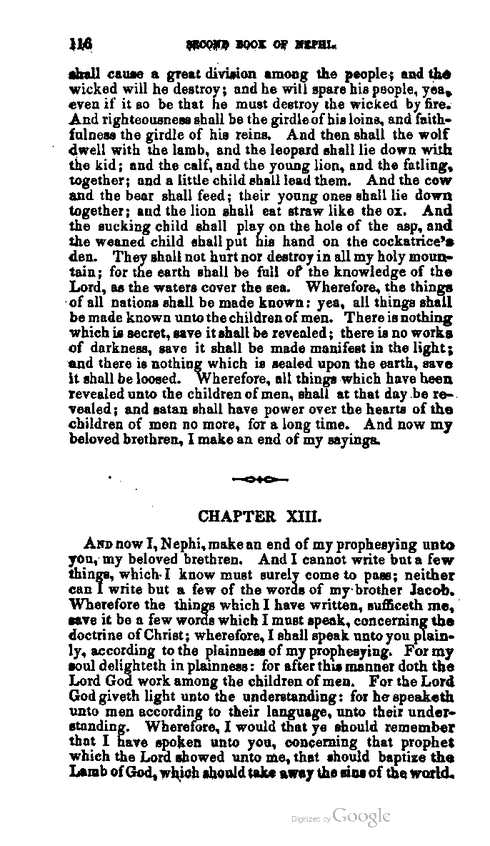 116 SECOND BOOK OF NEPHI.
shall cause a great division among the people; and the
wicked will he destroy; and he will spare his people, yea,
even if it so be that he must destroy the wicked by fire.
And righteousness shall be the girdle of his loins, and faith-
fulness the girdle of his reins. And then shall the wolf
dwell with the lamb, and the leopard shall lie down with
the kid; and the calf, and the young lion, and the fatling,
together; and a little child shall lead them. And the cow
and the bear shall feed; their young ones shall lie down
together; and the lion shall eat straw like the ox. And
the sucking child shall play on the hole of the asp, and
the weaned child shall put his hand on the cockatrice's
den. They shall not hurt nor destroy in all my holy moun-
tain; for the earth shall be full of the knowledge of the
Lord, as the waters cover the sea. Wherefore, the things
of all nations shall be made known: yea, all things shall
be made known unto the children of men. There is nothing
which is secret, save it shall be revealed; there is no works
of darkness, save it shall be made manifest in the light;
and there is nothing which is sealed upon the earth, save
it shall be loosed. Wherefore, all things which have been
revealed unto the children of men, shall at that day be re-
vealed; and satan shall have power over the hearts of the
children of men no more, for a long time. And now my
beloved brethren, I make an end of my sayings.
CHAPTER XIII.
AND now I, Nephi, make an end of my prophesying unto
you, my beloved brethren. And I cannot write but a few
things, which I know must surely come to pass; neither
can I write but a few of the words of my brother Jacob.
Wherefore the things which I have written, sufficeth me,
save it be a few words which I must speak, concerning the
doctrine of Christ; wherefore, I shall speak unto you plain-
ly, according to the plainness of my prophesying. For my
soul delighteth in plainness: for after this manner doth the
Lord God work among the children of men. For the Lord
God giveth light unto the understanding: for he speaketh
unto men according to their language, unto their under-
standing. Wherefore, I would that ye should remember
that I have spoken unto you, concerning that prophet
which the Lord showed unto me, that should baptize the
Lamb of God, which should take away the sins of the world.
Digitized by Google